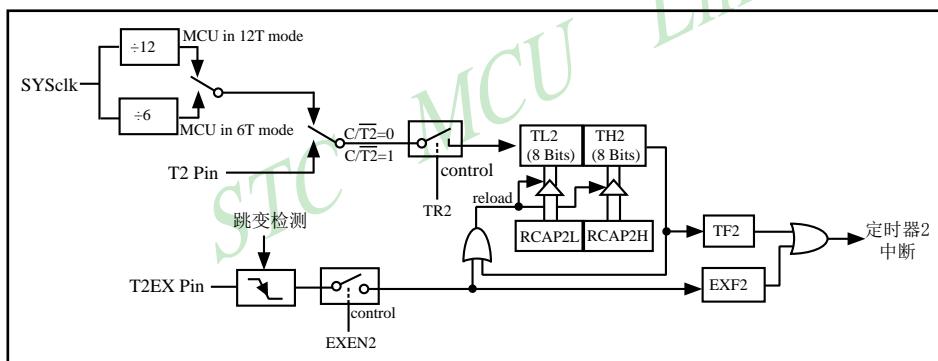 STC MCU Lim
÷12
MCU in 12T mode
SYSclk
÷6
MCU in 6T mode
C/T2=0
C/T2=1
T2 Pin
control
TR2
TL2
(8 Bits)
TH2
(8 Bits)
reload
RCAP2L
RCAP2H
跳变检测
T2EX Pin
control
EXEN2
TF2
EXF2
定时器2
中断